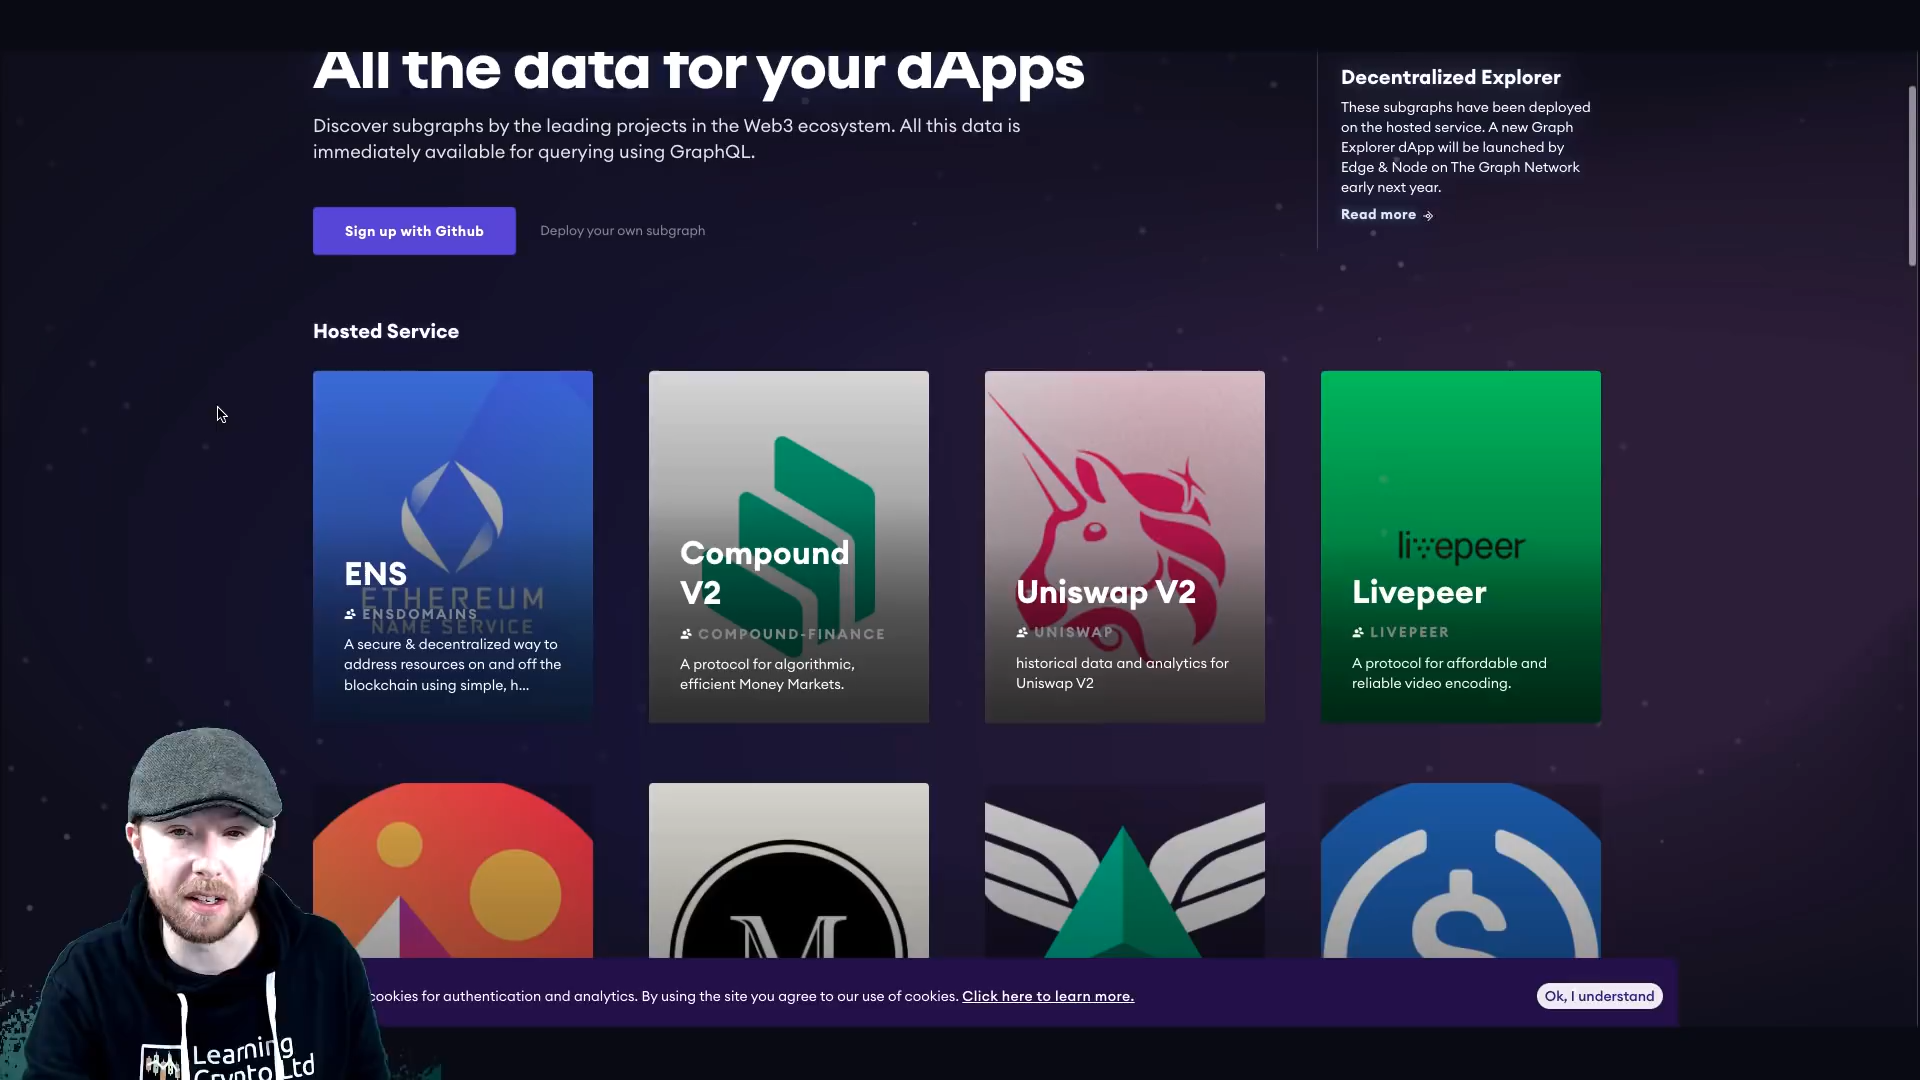 All the data for your dApps
Discover subgraphs by the leading projects in the Web3 ecosystem. All this data is
immediately available for querying using GraphQL.
Sign up with Github
Deploy your own subgraph
Decentralized Explorer
These subgraphs have been deployed
on the hosted service. A new Graph
Explorer dApp will be launched by
Edge & Node on The Graph Network
early next year.
Read more
Hosted Service
ENS
ETHEREUM
ENSDOMAINS
NAME SERVICE
A secure & decentralized way to
address resources on and off the
blockchain using simple, h...
Compound
V2
COMPOUND-FINANCE
A protocol for algorithmic,
efficient Money Markets.
Uniswap V2
UNISWAP
historical data and analytics for
Uniswap V2
livepeer
Livepeer
LIVEPEER
A protocol for affordable and
reliable video encoding.
M
cookies for authentication and analytics. By using the site you agree to our use of cookies. Click here to learn more.
Ok, I understand
Learning
Crypto Ltd